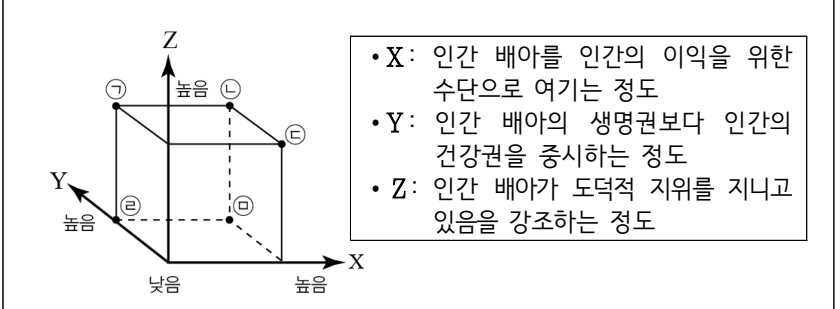 Z
㉠
높음
㉡
㉢
Y
높음
㉣
㉤
X
낮음
높음
• X: 인간 배아를 인간의 이익을 위한
수단으로 여기는 정도
• Y: 인간 배아의 생명권보다 인간의
건강권을 중시하는 정도
• Z: 인간 배아가 도덕적 지위를 지니고
있음을 강조하는 정도